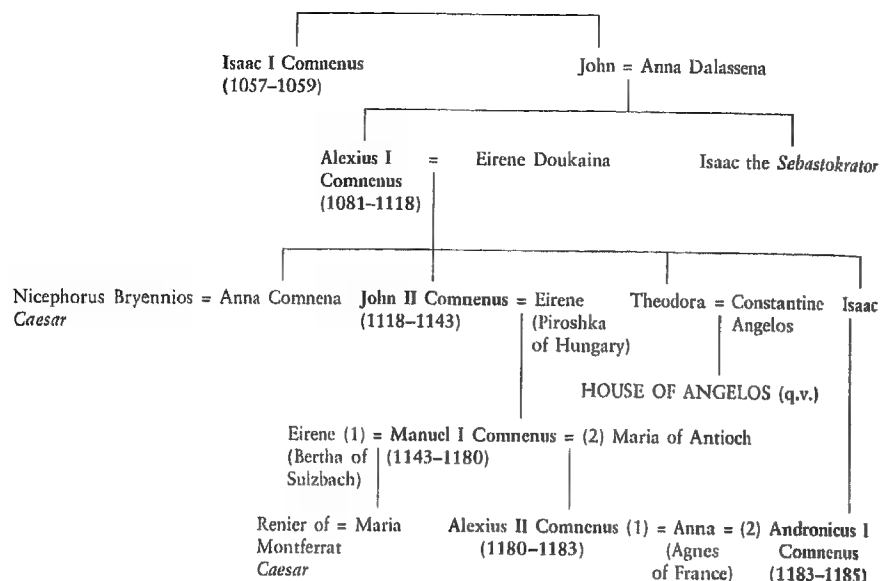 Isaac I Comnenus
(1057–1059)
John = Anna Dalassena
Alexius I = Eirene Doukaina
Comnenus
(1081–1118)
Isaac the Sebastokrator
Nicephorus Bryennios = Anna Comnena
Caesar
John II Comnenus = Eirene
(1118–1143)
(Piroshka
of Hungary)
Theodora = Constantine
Angelos
Isaac
HOUSE OF ANGELOS (q.v.)
Eirene (1) = Manuel I Comnenus = (2) Maria of Antioch
(Bertha of
Sulzbach)
(1143–1180)
Renier of = Maria
Montferrat
Caesar
Alexius II Comnenus (1) = Anna = (2) Andronicus I
(1180–1183)
(Agnes
of France)
Comnenus
(1183–1185)